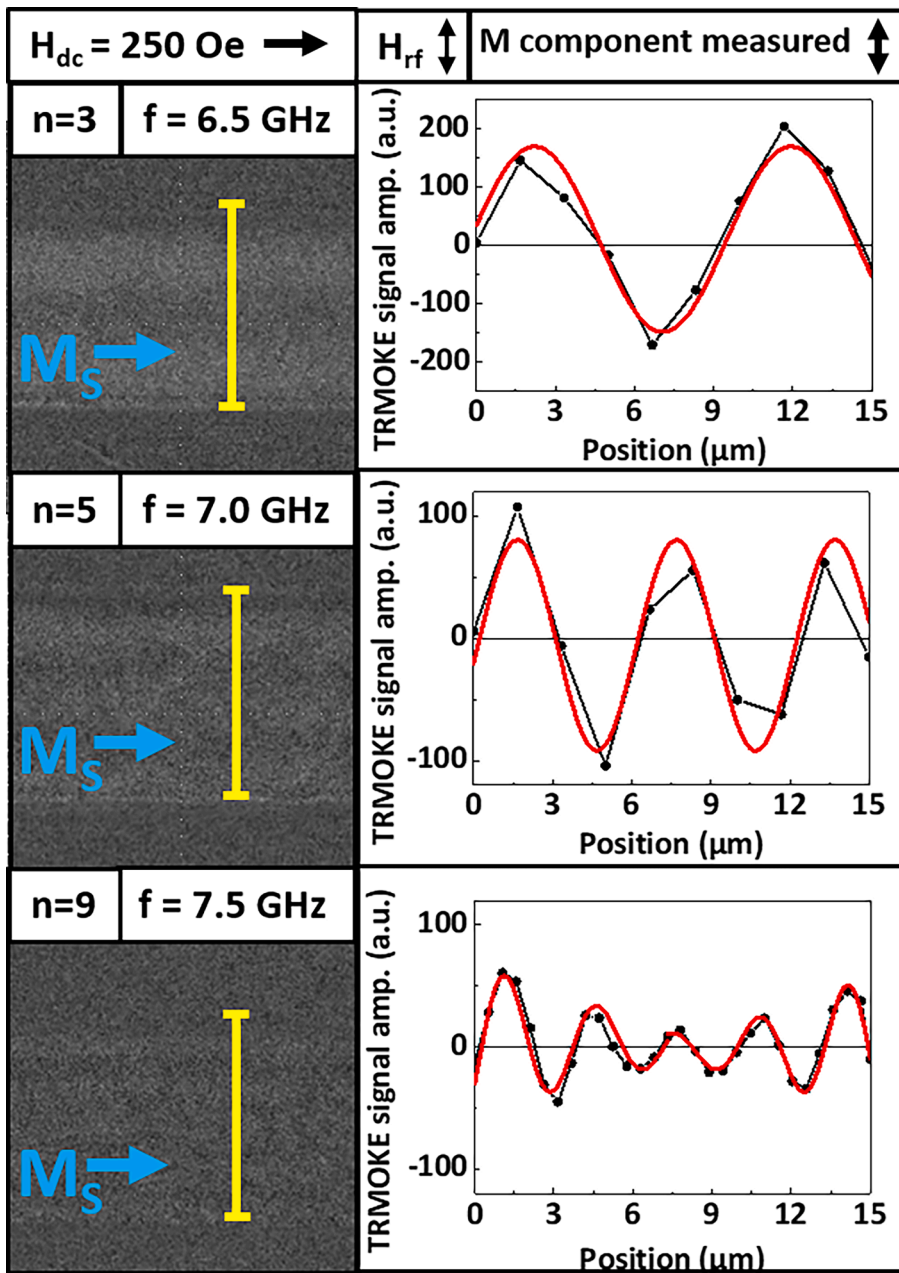 H_dc = 250 Oe → H_rf ↕ M component measured ↕
n=3 f = 6.5 GHz
M_S →
TRMOKE signal amp. (a.u.)
200
100
0
-100
-200
0 3 6 9 12 15
Position (µm)
n=5 f = 7.0 GHz
M_S →
TRMOKE signal amp. (a.u.)
100
0
-100
0 3 6 9 12 15
Position (µm)
n=9 f = 7.5 GHz
M_S →
TRMOKE signal amp. (a.u.)
100
0
-100
0 3 6 9 12 15
Position (µm)